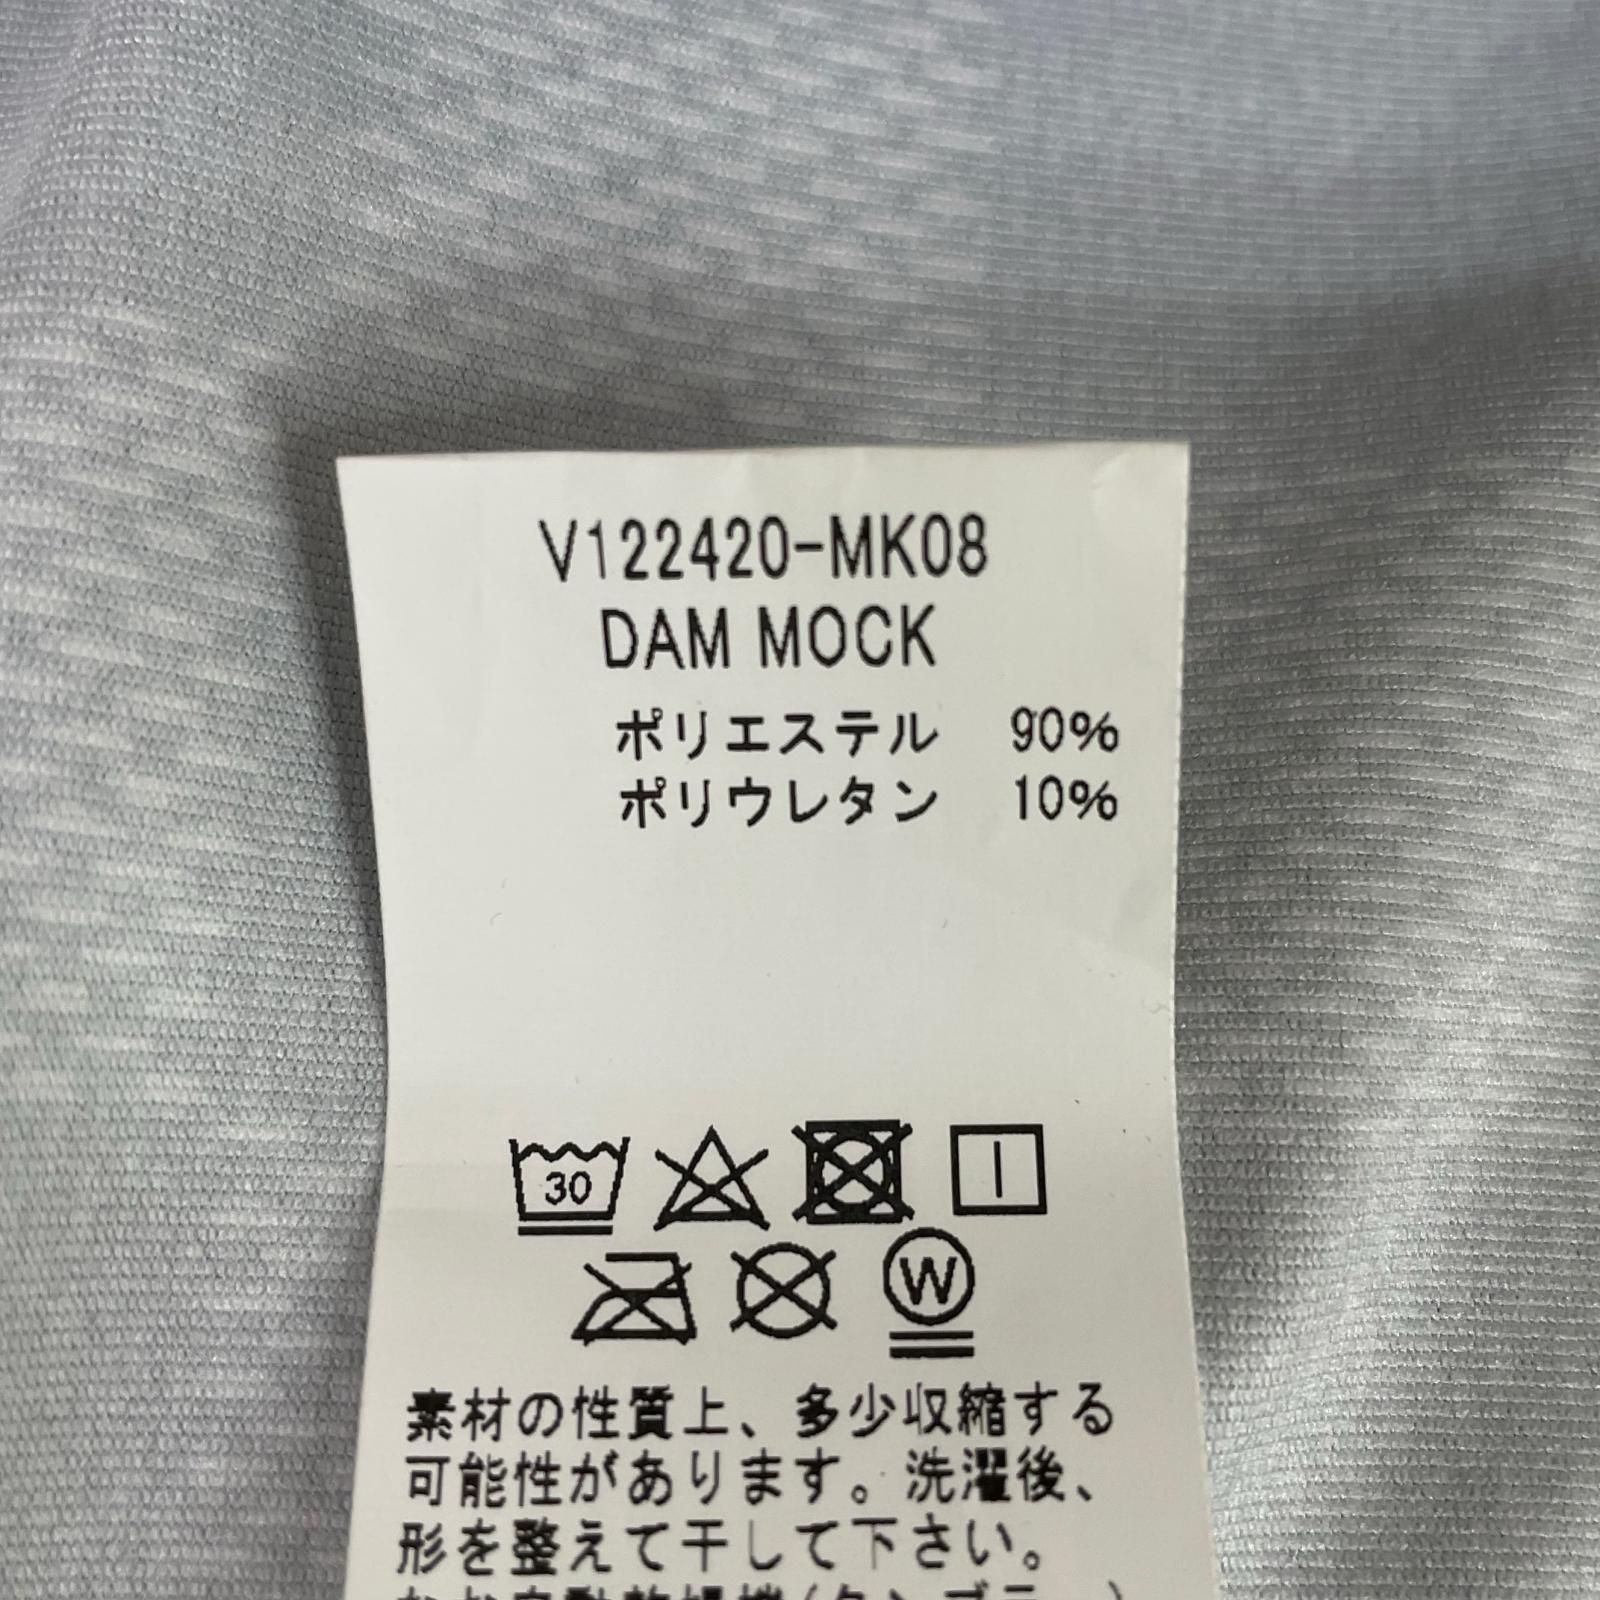 V122420-MK08
DAM MOCK
ポリエステル 90%
ポリウレタン 10%
30
W
素材の性質上、多少収縮する
可能性があります。洗濯後、
形を整えて干して下さい。